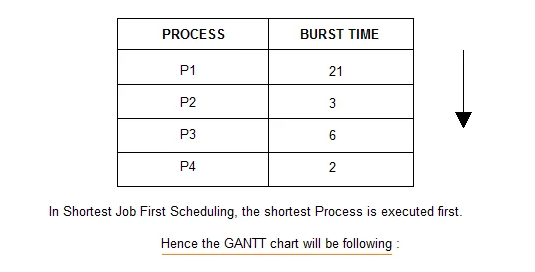 PROCESS BURST TIME
P1 21
P2 3
P3 6
P4 2
In Shortest Job First Scheduling, the shortest Process is executed first.
Hence the GANTT chart will be following :